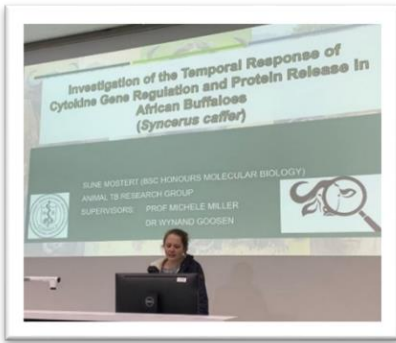 Investigation of the Temporal Response of
Cytokine Gene Regulation and Protein Release in
African Buffaloes
(Syncerus caffer)
SUNE MOSTERT (BSC HONOURS MOLECULAR BIOLOGY)
ANIMAL TB RESEARCH GROUP
SUPERVISORS: PROF MICHELE MILLER
DR WYNAND GOOSEN
DELL